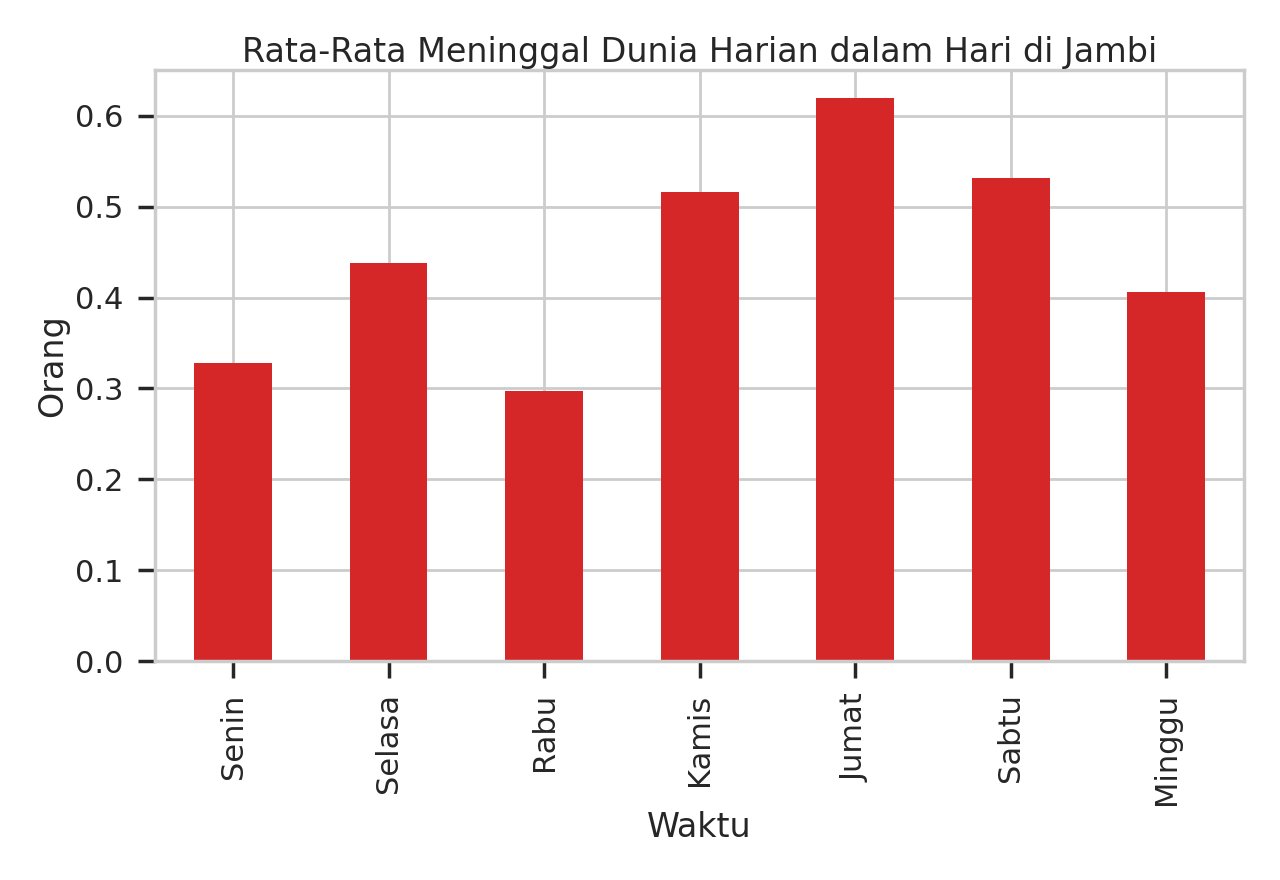 Rata-Rata Meninggal Dunia Harian dalam Hari di Jambi
0.6
0.5
0.4
0.3
0.2
0.1
0.0
Orang
Senin
Selasa
Rabu
Kamis
Jumat
Sabtu
Minggu
Waktu